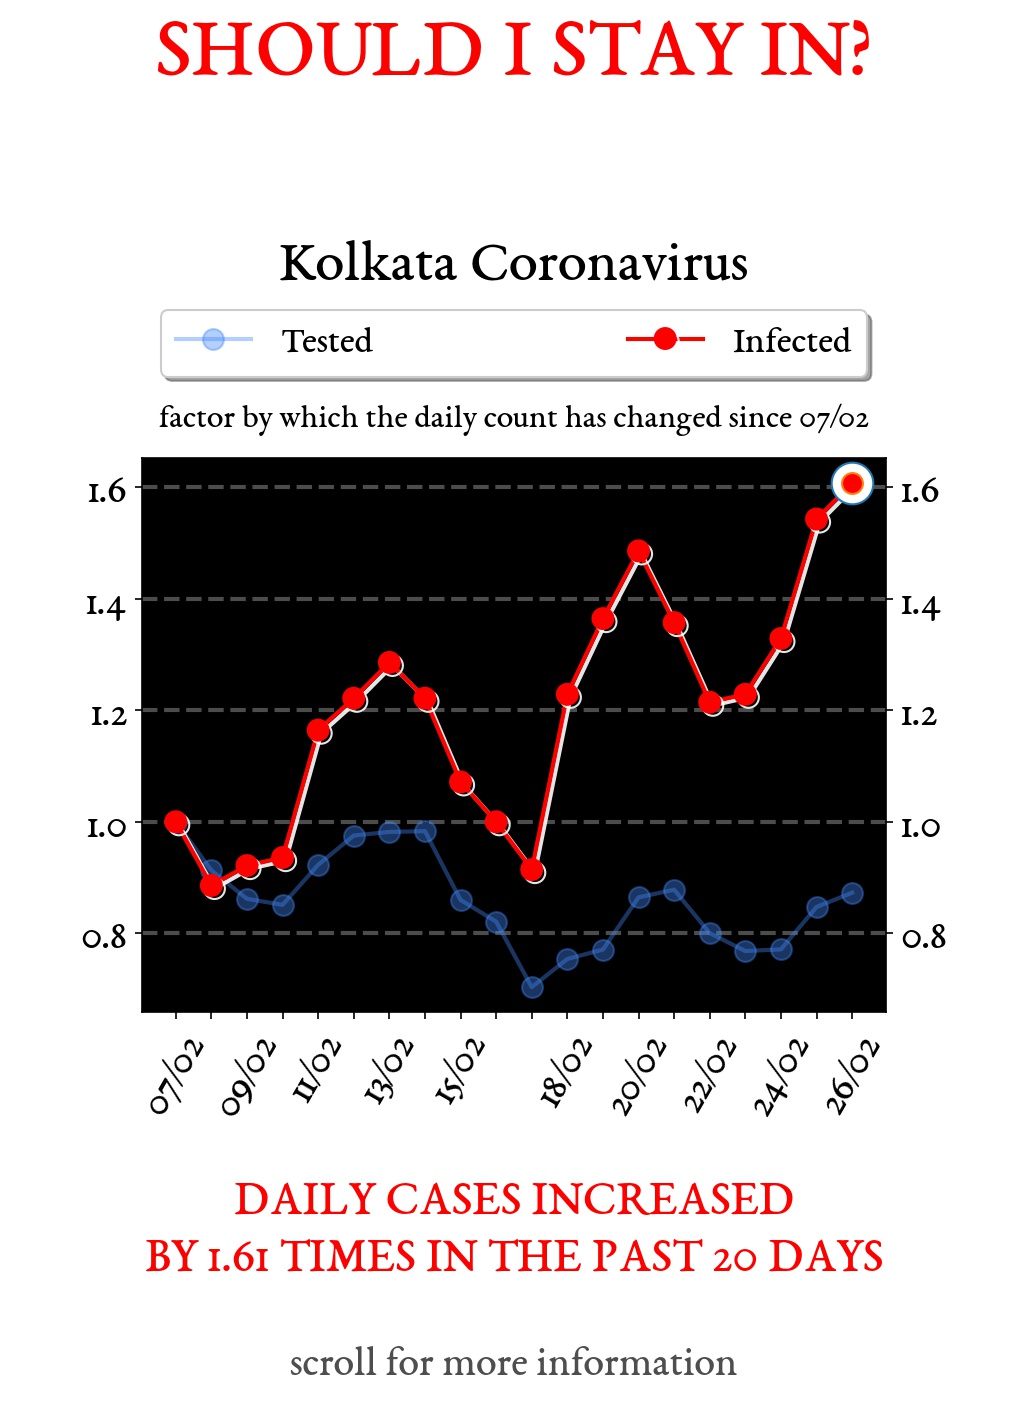 SHOULD I STAY IN?
Kolkata Coronavirus
Tested Infected
factor by which the daily count has changed since 07/02
1.6 1.6
1.4 1.4
1.2 1.2
1.0 1.0
0.8 0.8
07/02 09/02 11/02 13/02 15/02 18/02 20/02 22/02 24/02 26/02
DAILY CASES INCREASED
BY 1.61 TIMES IN THE PAST 20 DAYS
scroll for more information